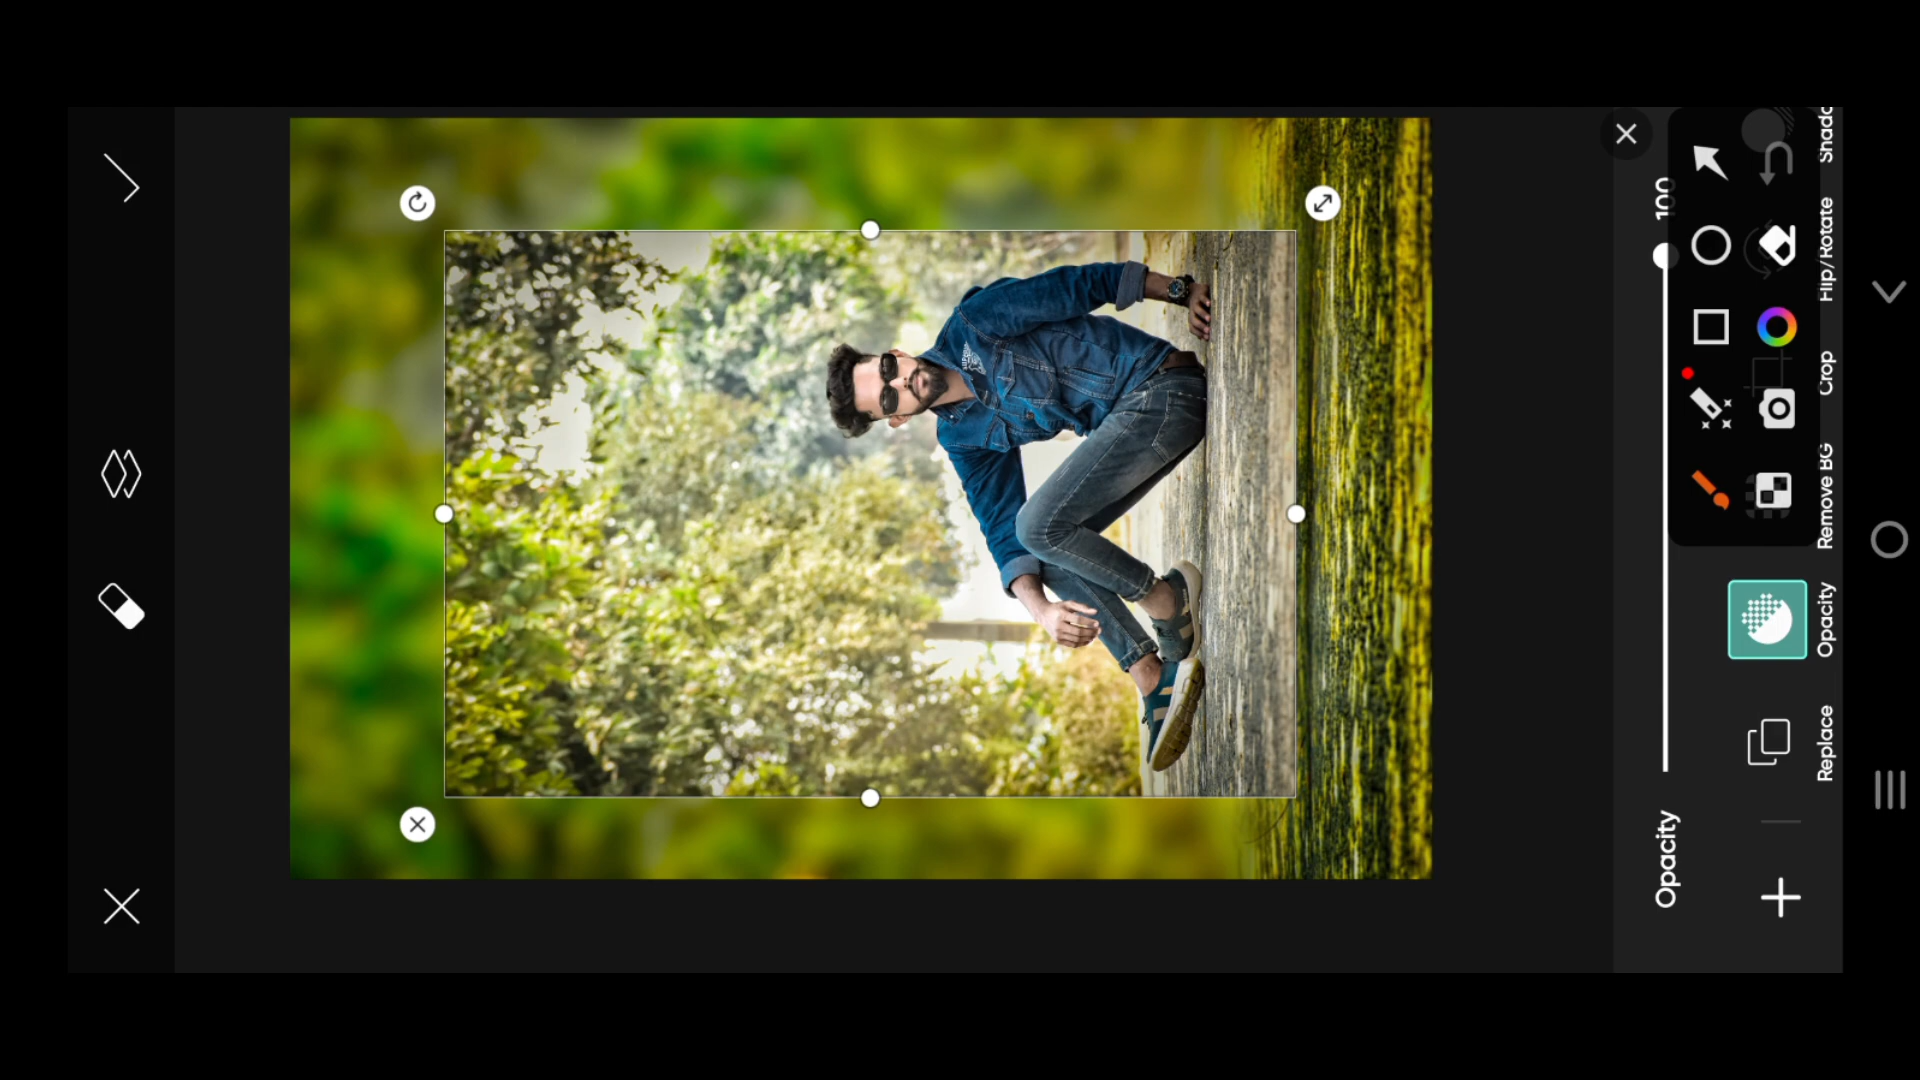 Opacity
100
Replace
Opacity
Remove BG
Crop
Flip/Rotate
Shado